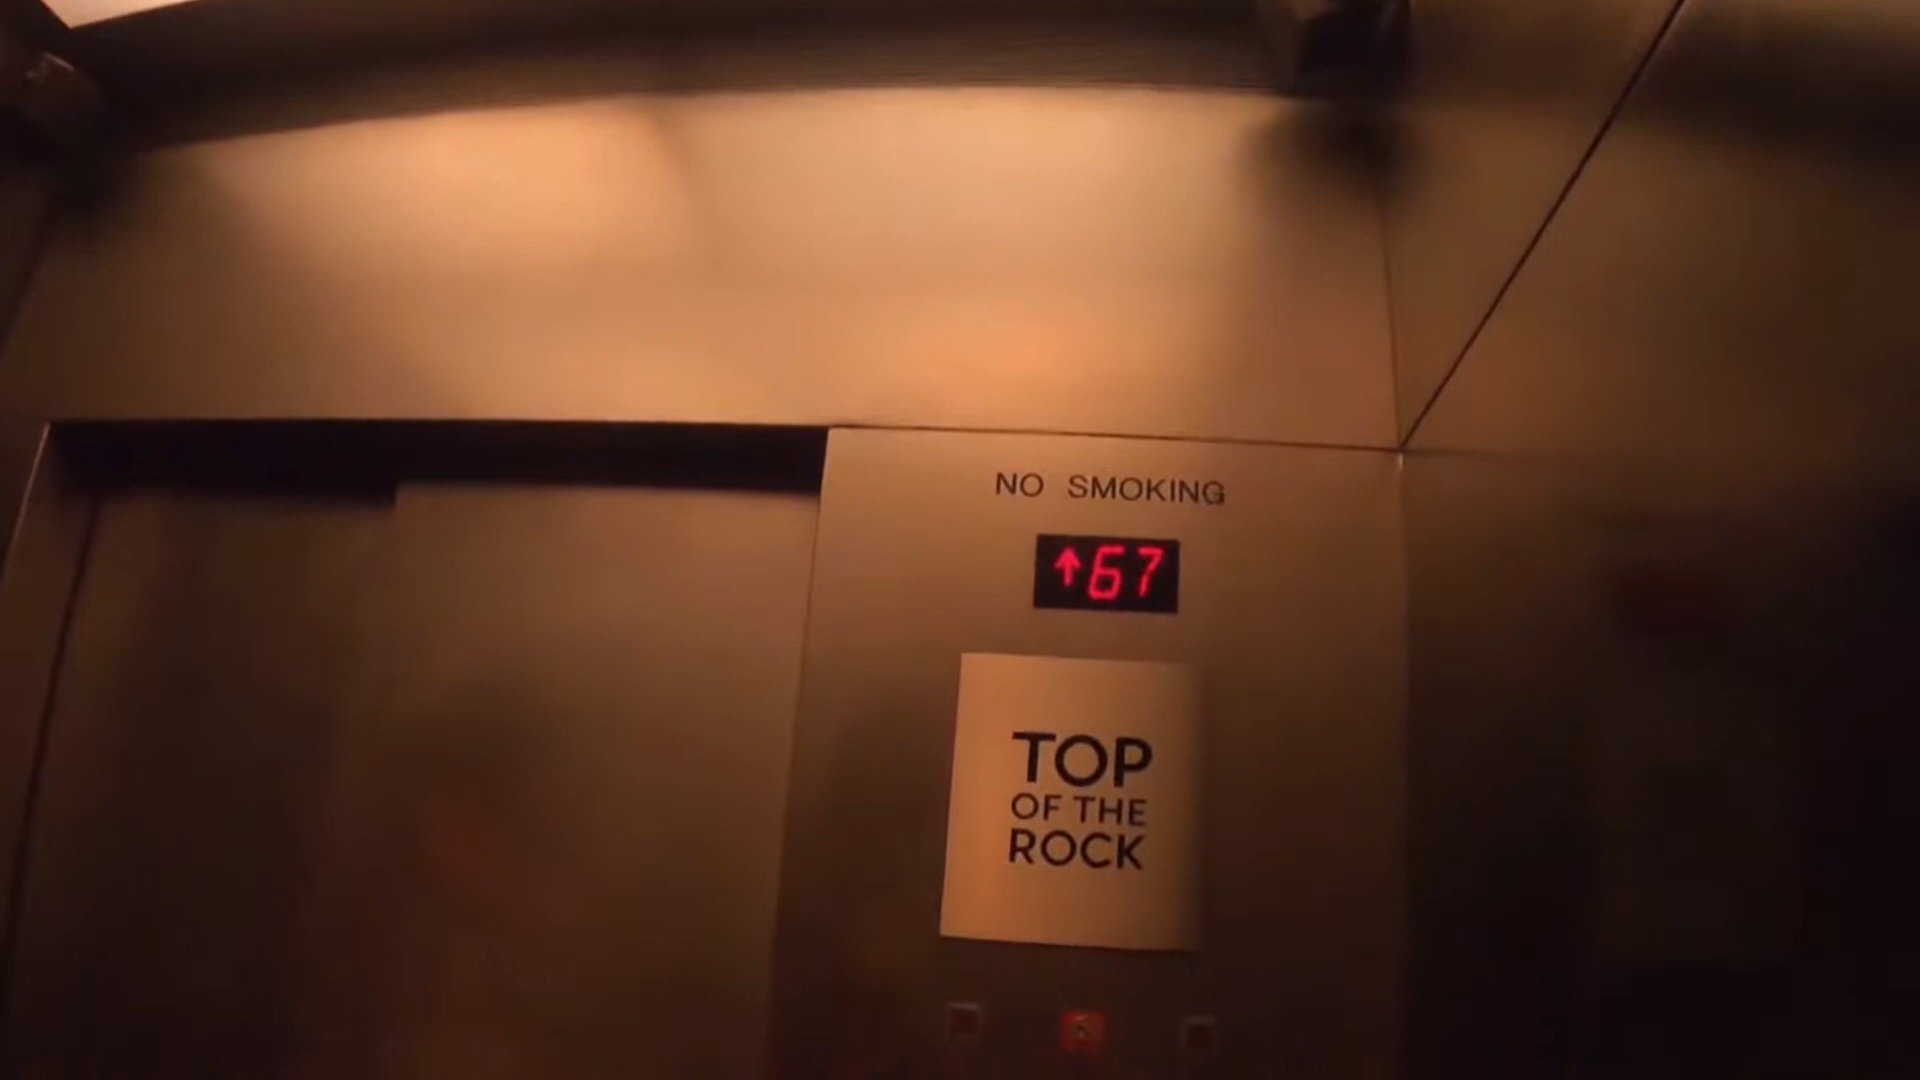 NO SMOKING
↑67
TOP
OF THE
ROCK